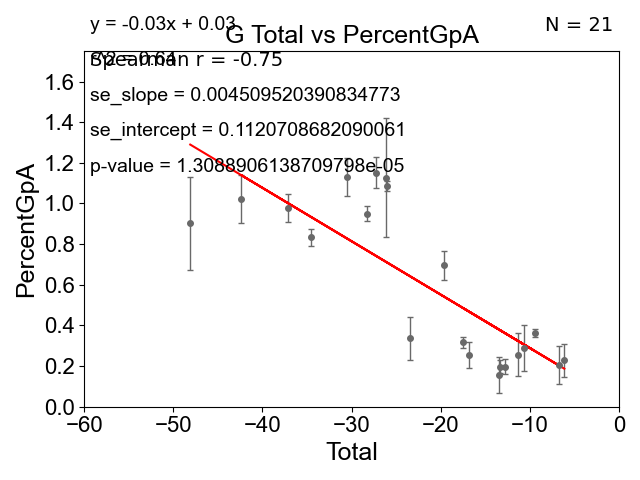 y = -0.03x + 0.03
N = 21
G Total vs PercentGpA
Spearman r = -0.75
se_slope = 0.004509520390834773
se_intercept = 0.1120708682090061
p-value = 1.3088906138709798e-05
1.6
1.4
1.2
1.0
0.8
0.6
0.4
0.2
0.0
PercentGpA
−60
−50
−40
−30
−20
−10
0
Total